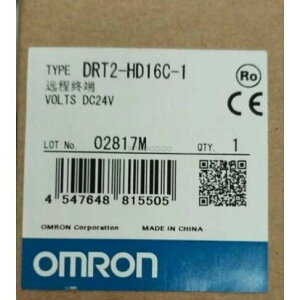 TYPE DRT2-HD16C-1
远程终端
VOLTS DC24V
Ro
CE
LOT No. 02817M QTY. 1
4 547648 815505
OMRON Corporation MADE IN JAPAN
OMRON